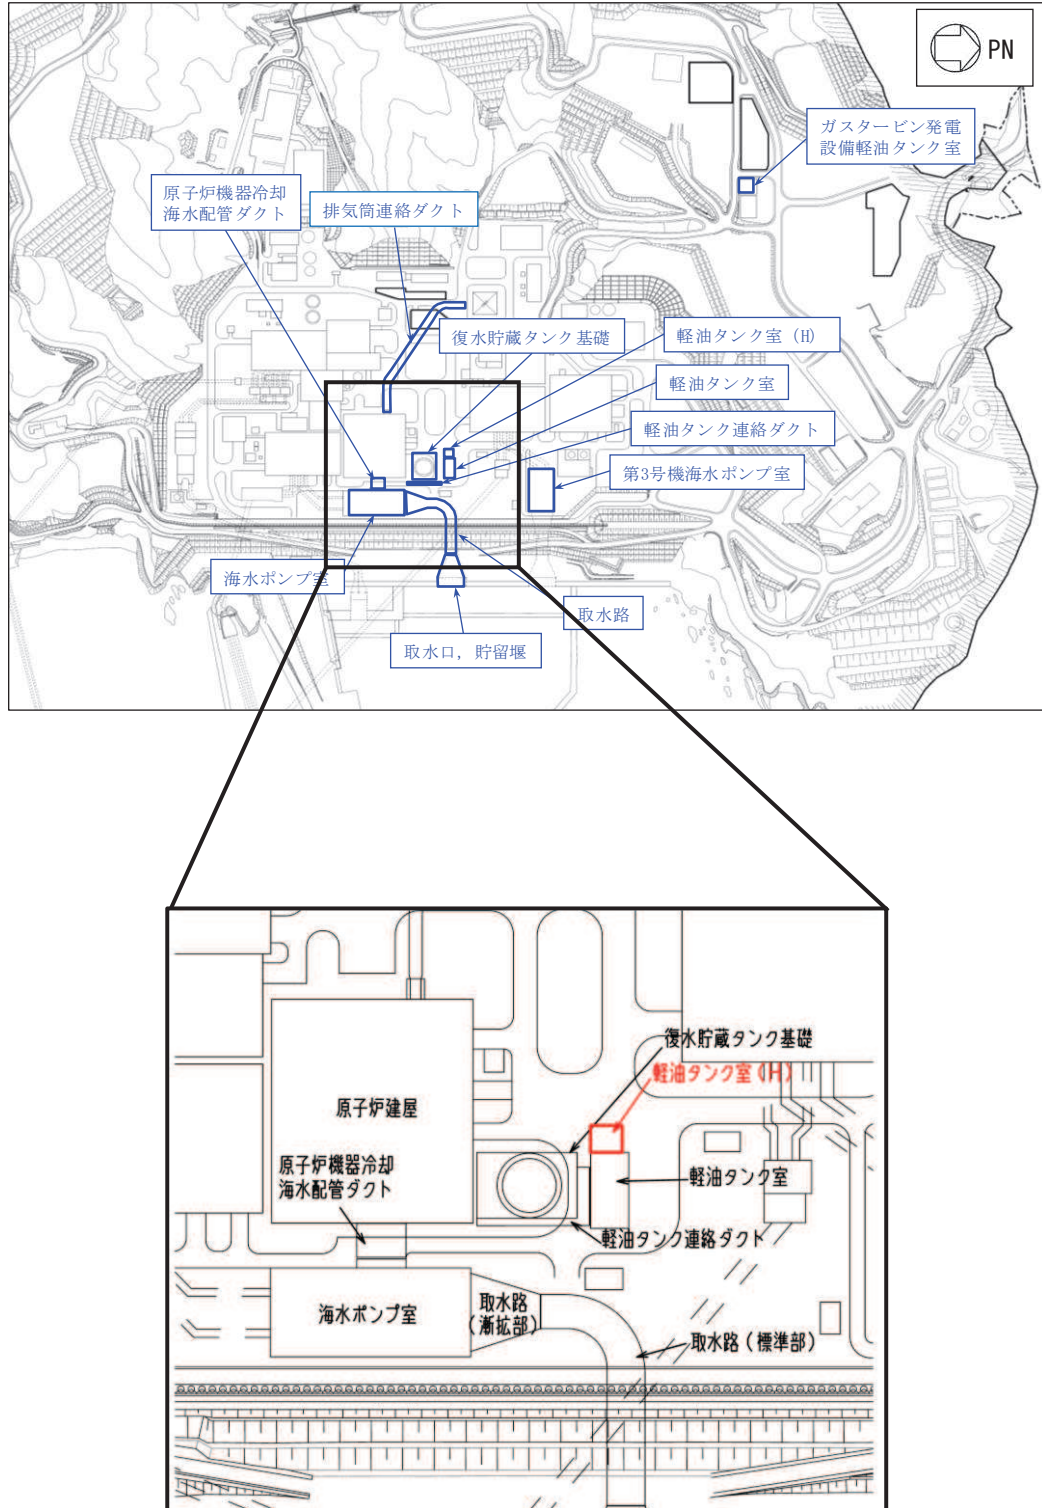 PN
ガスタービン発電
設備軽油タンク室
原子炉機器冷却
海水配管ダクト
排気筒連絡ダクト
復水貯蔵タンク基礎
軽油タンク室 (H)
軽油タンク室
軽油タンク連絡ダクト
第3号機海水ポンプ室
海水ポンプ室
取水路
取水口，貯留堰
復水貯蔵タンク基礎
軽油タンク室(H)
原子炉建屋
原子炉機器冷却
海水配管ダクト
軽油タンク室
軽油タンク連絡ダクト
海水ポンプ室
取水路
(漸拡部)
取水路(標準部)